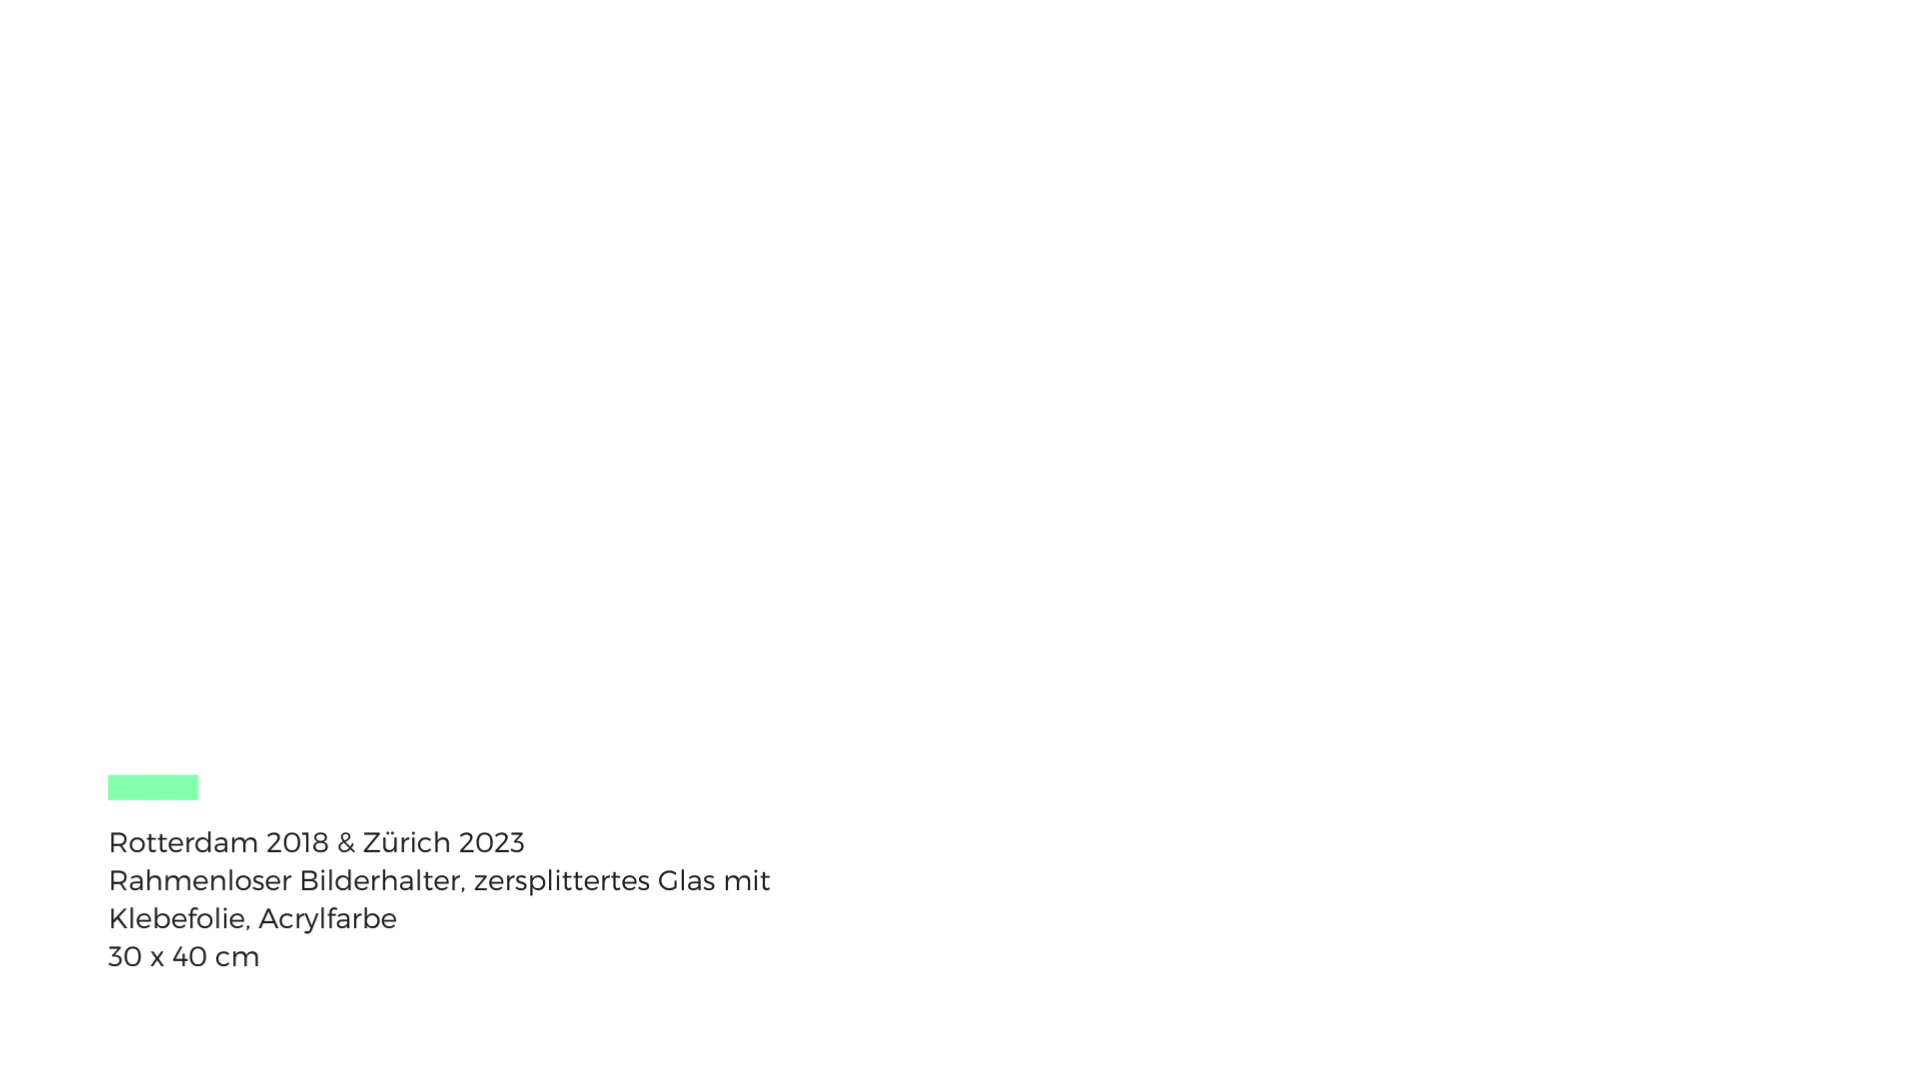 Rotterdam 2018 & Zürich 2023
Rahmenloser Bilderhalter, zersplittertes Glas mit
Klebefolie, Acrylfarbe
30 x 40 cm